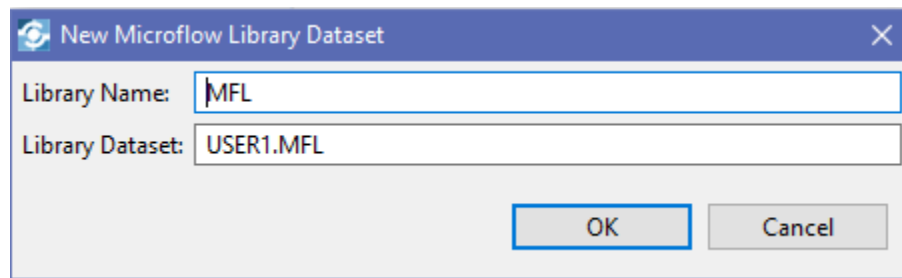 New Microflow Library Dataset
Library Name: MFL
Library Dataset: USER1.MFL
OK Cancel